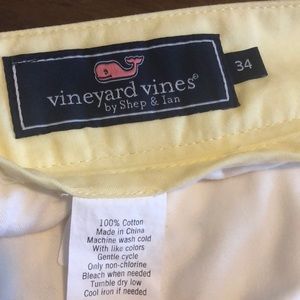 vineyard vines®
by Shep & Ian
34
100% Cotton
Made in China
Machine wash cold
With like colors
Gentle cycle
Only non-chlorine
Bleach when needed
Tumble dry low
Cool iron if needed